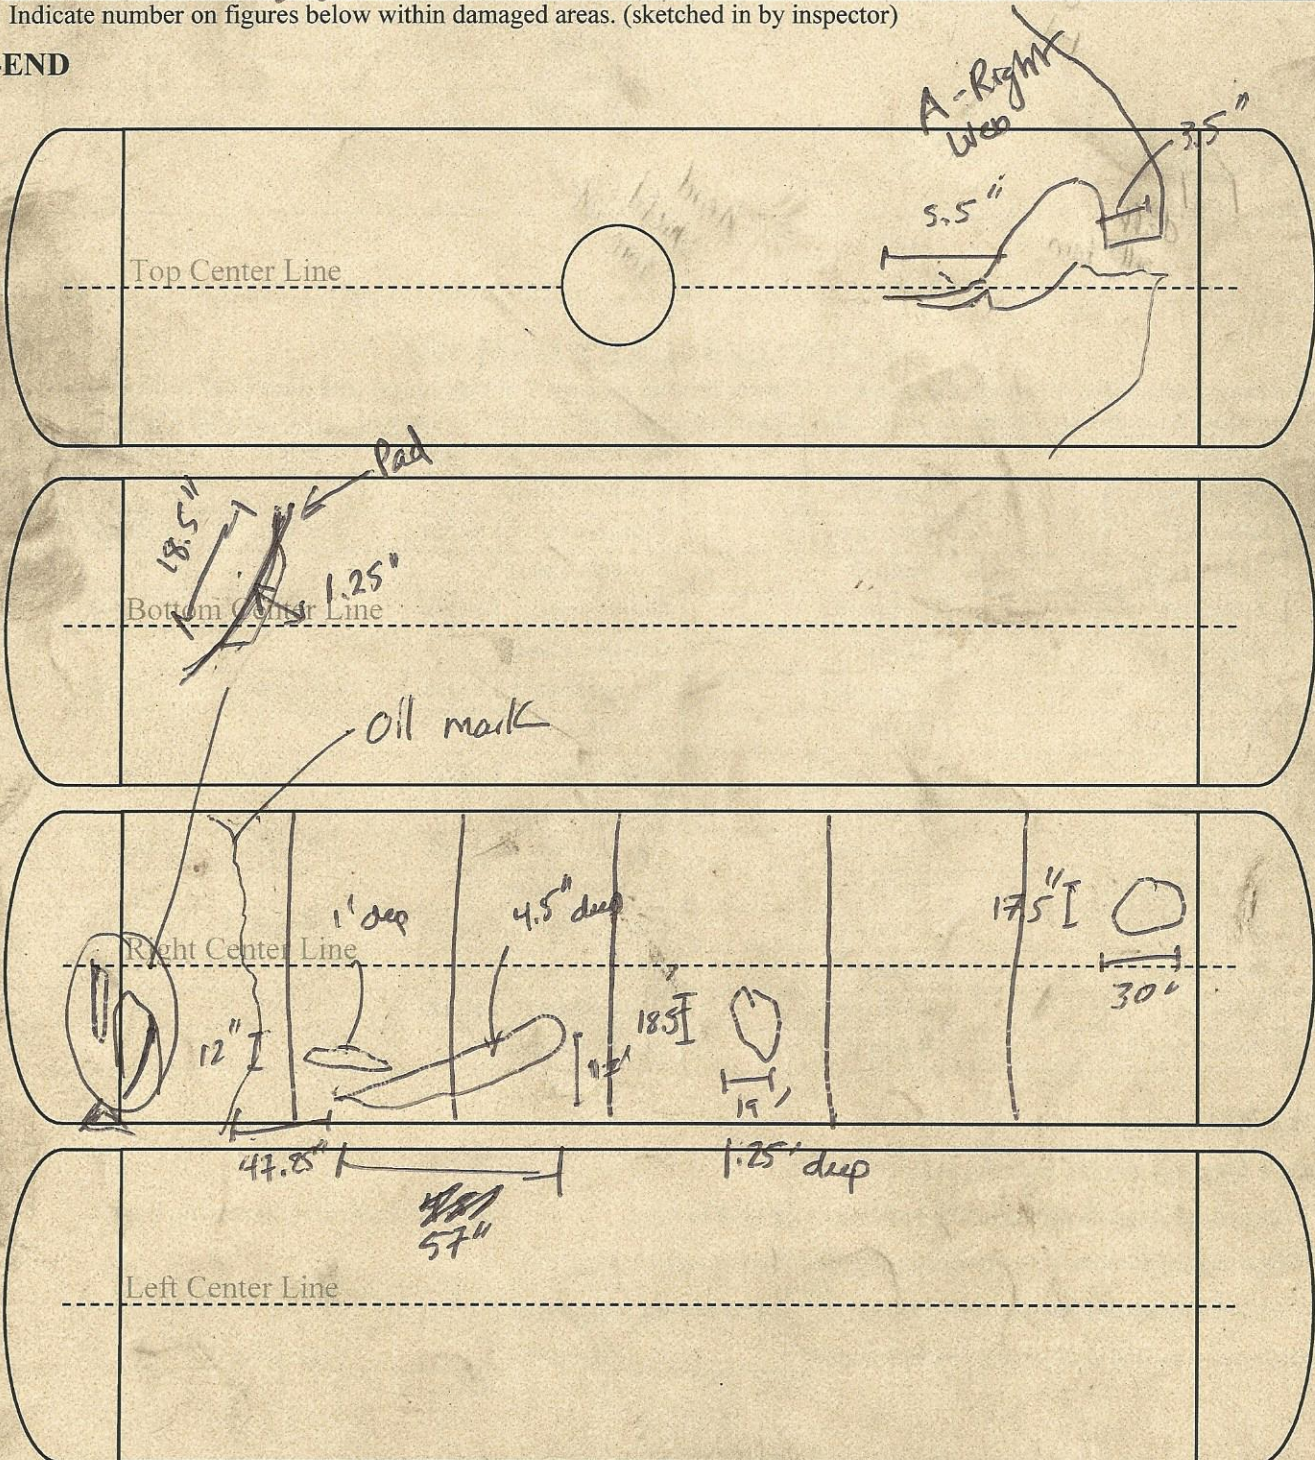 Indicate number on figures below within damaged areas. (sketched in by inspector)
-END
A-Right
Web
3.5"
5.5"
Top Center Line
Pad
18.5"
1.25"
Bottom Center Line
Oil mark
1' deep
4.5" deep
17.5"
Right Center Line
30"
18.5
12"
19"
47.25"
1.25' deep
57"
Left Center Line